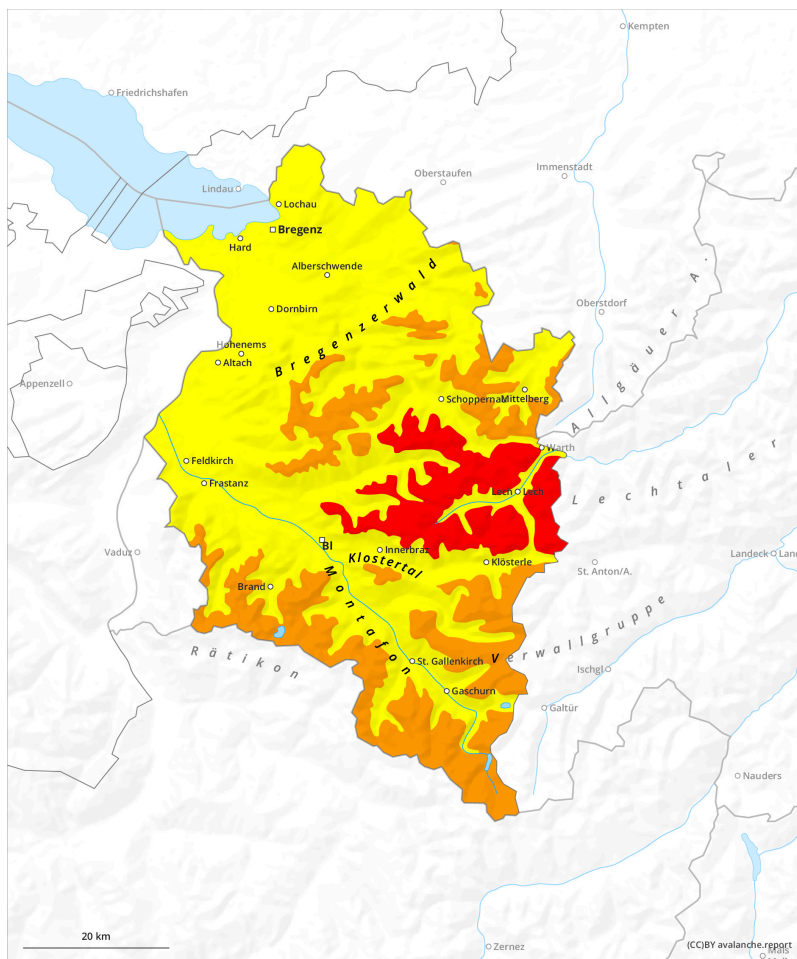 Kempten
Friedrichshafen
Oberstaufen
Immenstadt
Lindau
Lochau
Bregenz
Hard
Alberschwende
Oberstdorf
Dornbirn
Bregenzerwald
Allgäuer A.
Hohenems
Altach
Appenzell
Schoppernau
Mittelberg
Warth
Lechtaler
Feldkirch
Frastanz
Lech
Lech
Vaduz
Bl
Innerbraz
Klostertal
Klösterle
St. Anton/A.
Landeck
Brand
Montafon
Rätikon
St. Gallenkirch
Verwallgruppe
Ischgl
Gaschurn
Galtür
Nauders
20 km
Zernez
(CC)BY avalanche.report